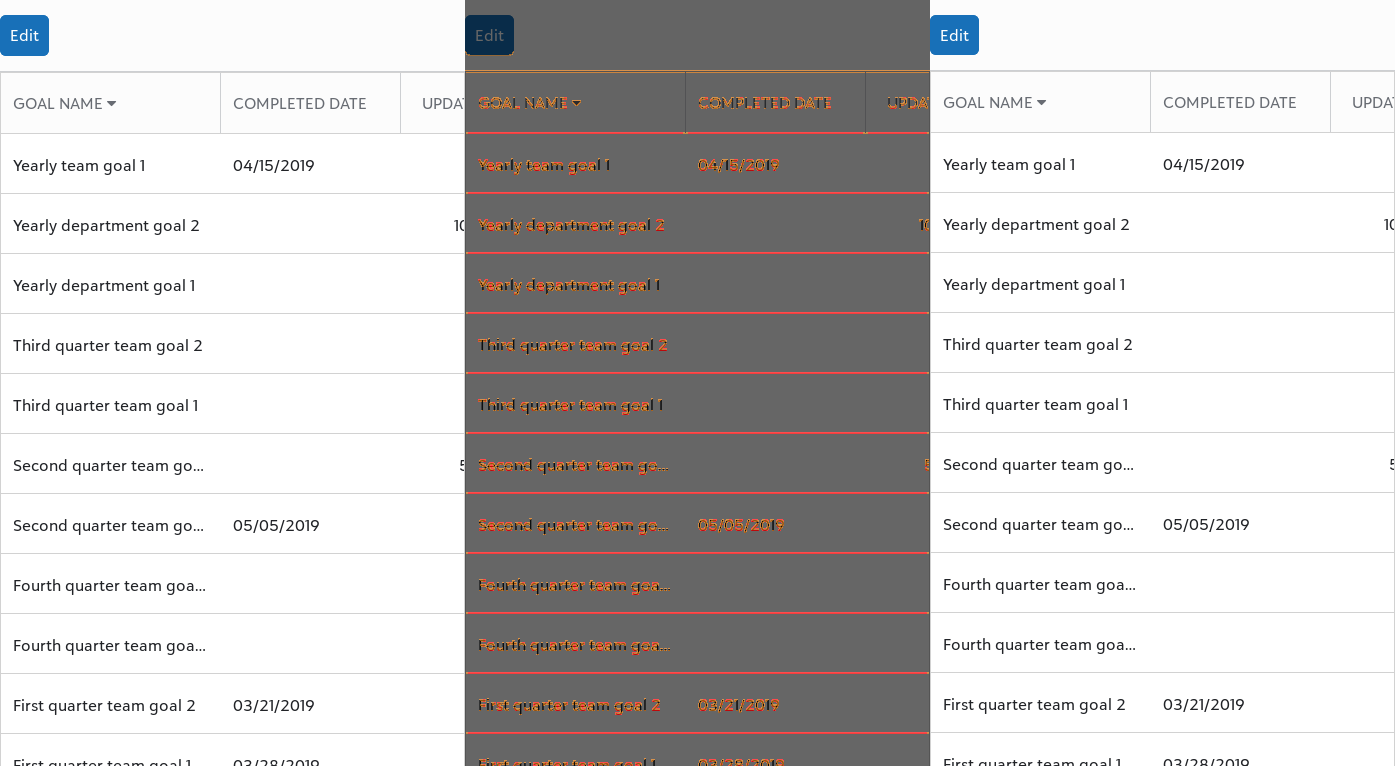 Edit Edit Edit
GOAL NAME COMPLETED DATE UPDA GOAL NAME COMPLETED DATE UPDA GOAL NAME COMPLETED DATE UPDA
Yearly team goal 1 04/15/2019 Yearly team goal 1 04/15/2019 Yearly team goal 1 04/15/2019
Yearly department goal 2 10 Yearly department goal 2 10 Yearly department goal 2 10
Yearly department goal 1 Yearly department goal 1 Yearly department goal 1
Third quarter team goal 2 Third quarter team goal 2 Third quarter team goal 2
Third quarter team goal 1 Third quarter team goal 1 Third quarter team goal 1
Second quarter team go... 5 Second quarter team go... 5 Second quarter team go... 5
Second quarter team go... 05/05/2019 Second quarter team go... 05/05/2019 Second quarter team go... 05/05/2019
Fourth quarter team goa... Fourth quarter team goa... Fourth quarter team goa...
Fourth quarter team goa... Fourth quarter team goa... Fourth quarter team goa...
First quarter team goal 2 03/21/2019 First quarter team goal 2 03/21/2019 First quarter team goal 2 03/21/2019
First quarter team goal 1 03/28/2019 First quarter team goal 1 03/28/2019 First quarter team goal 1 03/28/2019